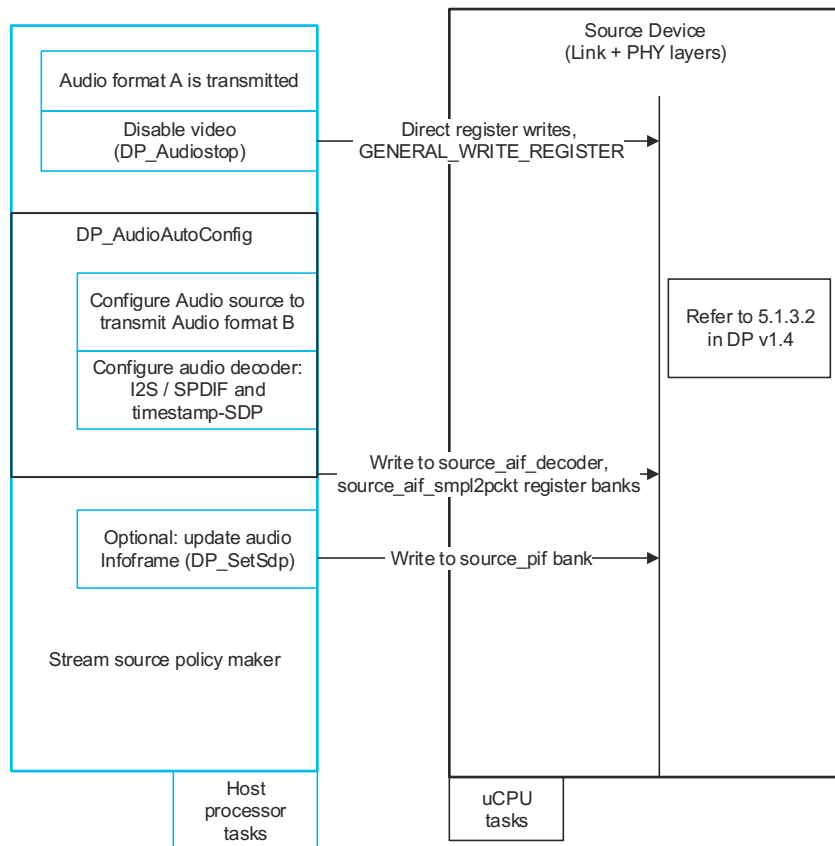 Source Device
(Link + PHY layers)
Audio format A is transmitted
Disable video
(DP_Audiostop)
Direct register writes,
GENERAL_WRITE_REGISTER
DP_AudioAutoConfig
Configure Audio source to
transmit Audio format B
Configure audio decoder:
I2S / SPDIF and
timestamp-SDP
Refer to 5.1.3.2
in DP v1.4
Write to source_aif_decoder,
source_aif_smpl2pckt register banks
Optional: update audio
Infoframe (DP_SetSdp)
Write to source_pif bank
Stream source policy maker
Host
processor
tasks
uCPU
tasks